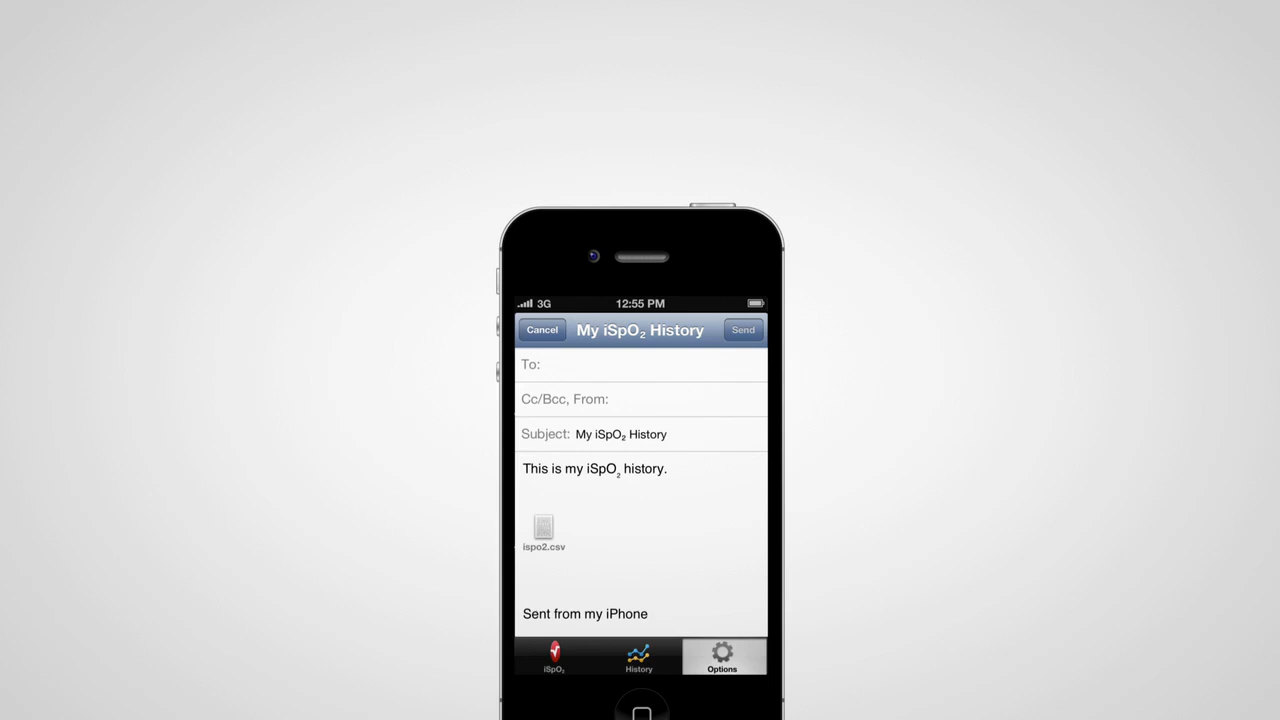 3G 12:55 PM
Cancel My iSpO₂ History Send
To:
Cc/Bcc, From:
Subject: My iSpO₂ History
This is my iSpO₂ history.
ispo2.csv
Sent from my iPhone
iSpO₂ History Options